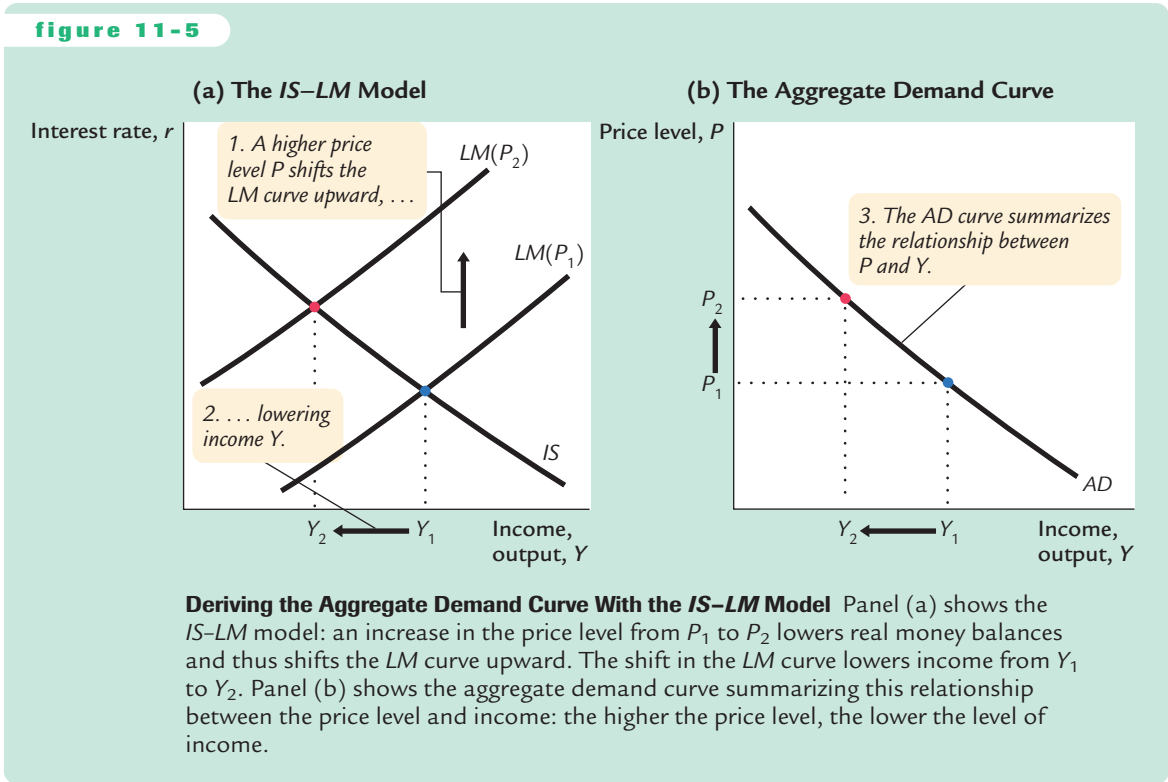 figure 11-5
(a) The IS–LM Model
Interest rate, r
1. A higher price
level P shifts the
LM curve upward, . . .
LM(P₂)
LM(P₁)
2. . . . lowering
income Y.
IS
Y₂
Y₁
Income,
output, Y
(b) The Aggregate Demand Curve
Price level, P
3. The AD curve summarizes
the relationship between
P and Y.
P₂
P₁
AD
Y₂
Y₁
Income,
output, Y
Deriving the Aggregate Demand Curve With the IS–LM Model Panel (a) shows the
IS–LM model: an increase in the price level from P₁ to P₂ lowers real money balances
and thus shifts the LM curve upward. The shift in the LM curve lowers income from Y₁
to Y₂. Panel (b) shows the aggregate demand curve summarizing this relationship
between the price level and income: the higher the price level, the lower the level of
income.